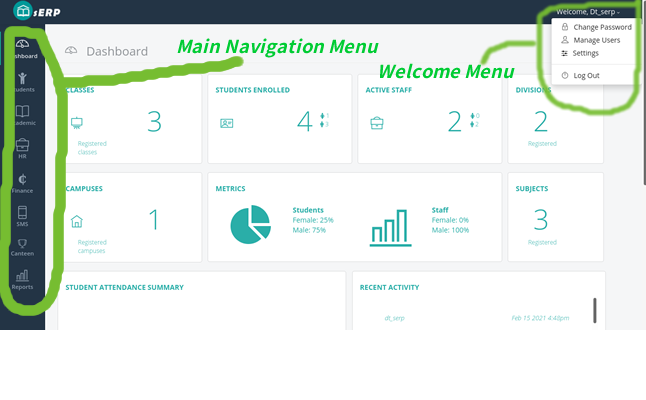 sERP
Welcome, Dt_serp
Change Password
Manage Users
Settings
Log Out
Dashboard
Main Navigation Menu
Welcome Menu
shboard
udents
ademic
HR
Finance
SMS
Canteen
Reports
CLASSES
3
Registered
classes
STUDENTS ENROLLED
4
1
3
ACTIVE STAFF
2
0
2
DIVISIONS
2
Registered
CAMPUSES
1
Registered
campuses
METRICS
Students
Female: 25%
Male: 75%
Staff
Female: 0%
Male: 100%
SUBJECTS
3
Registered
STUDENT ATTENDANCE SUMMARY
RECENT ACTIVITY
dt_serp
Feb 15 2021 4:40pm